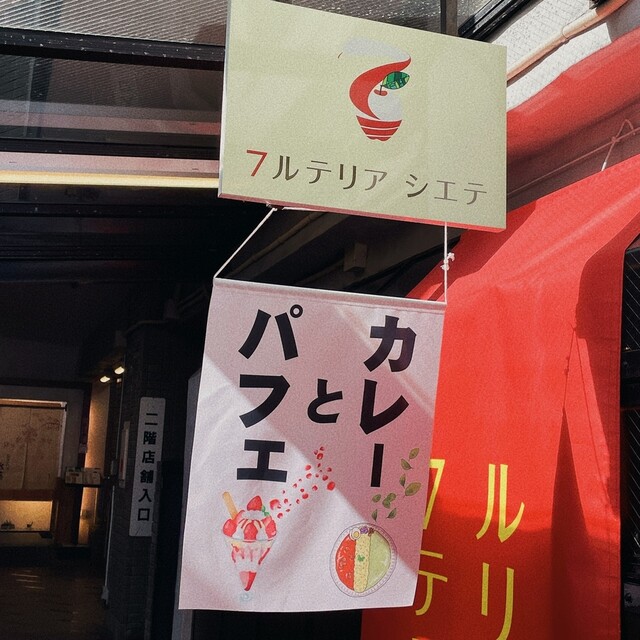 フルテリア シエテ
カレー
と
パフェ
二階店舗入口
フル
テリ